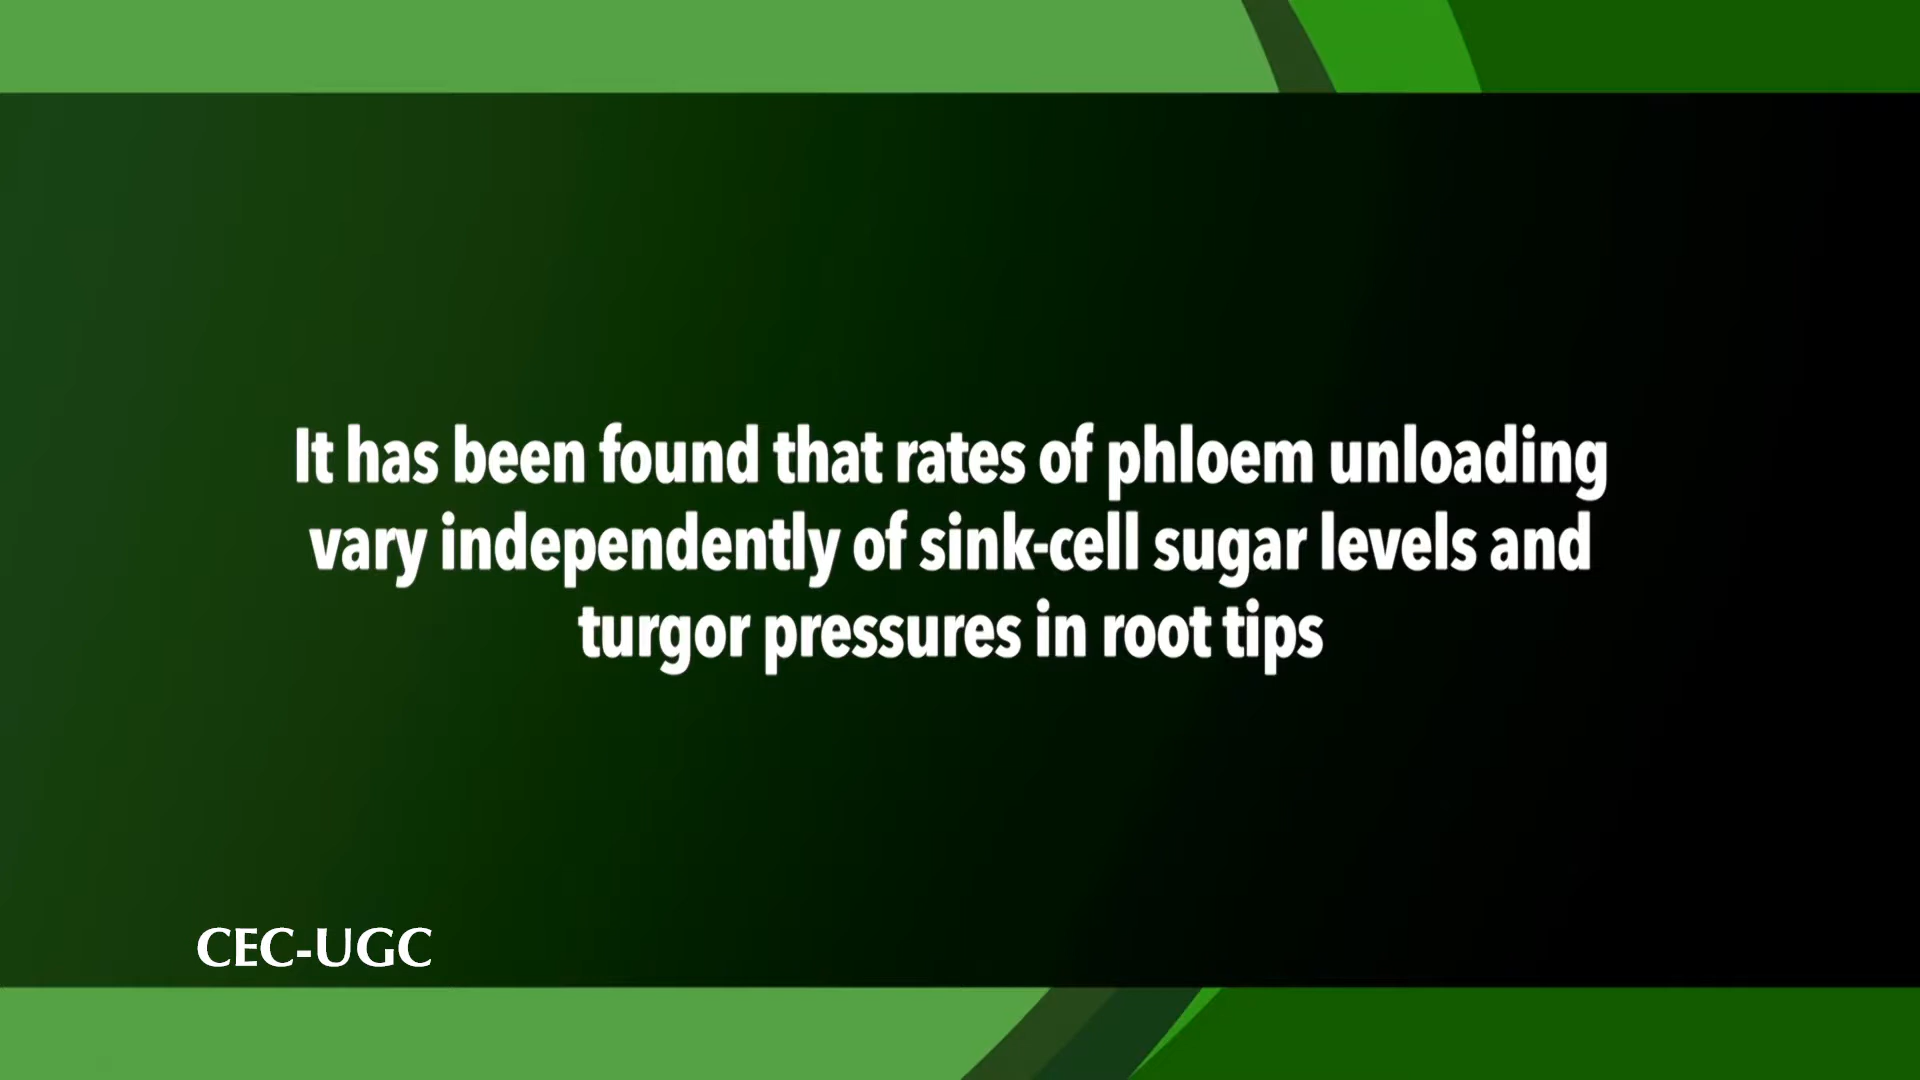 It has been found that rates of phloem unloading
vary independently of sink-cell sugar levels and
turgor pressures in root tips
CEC-UGC